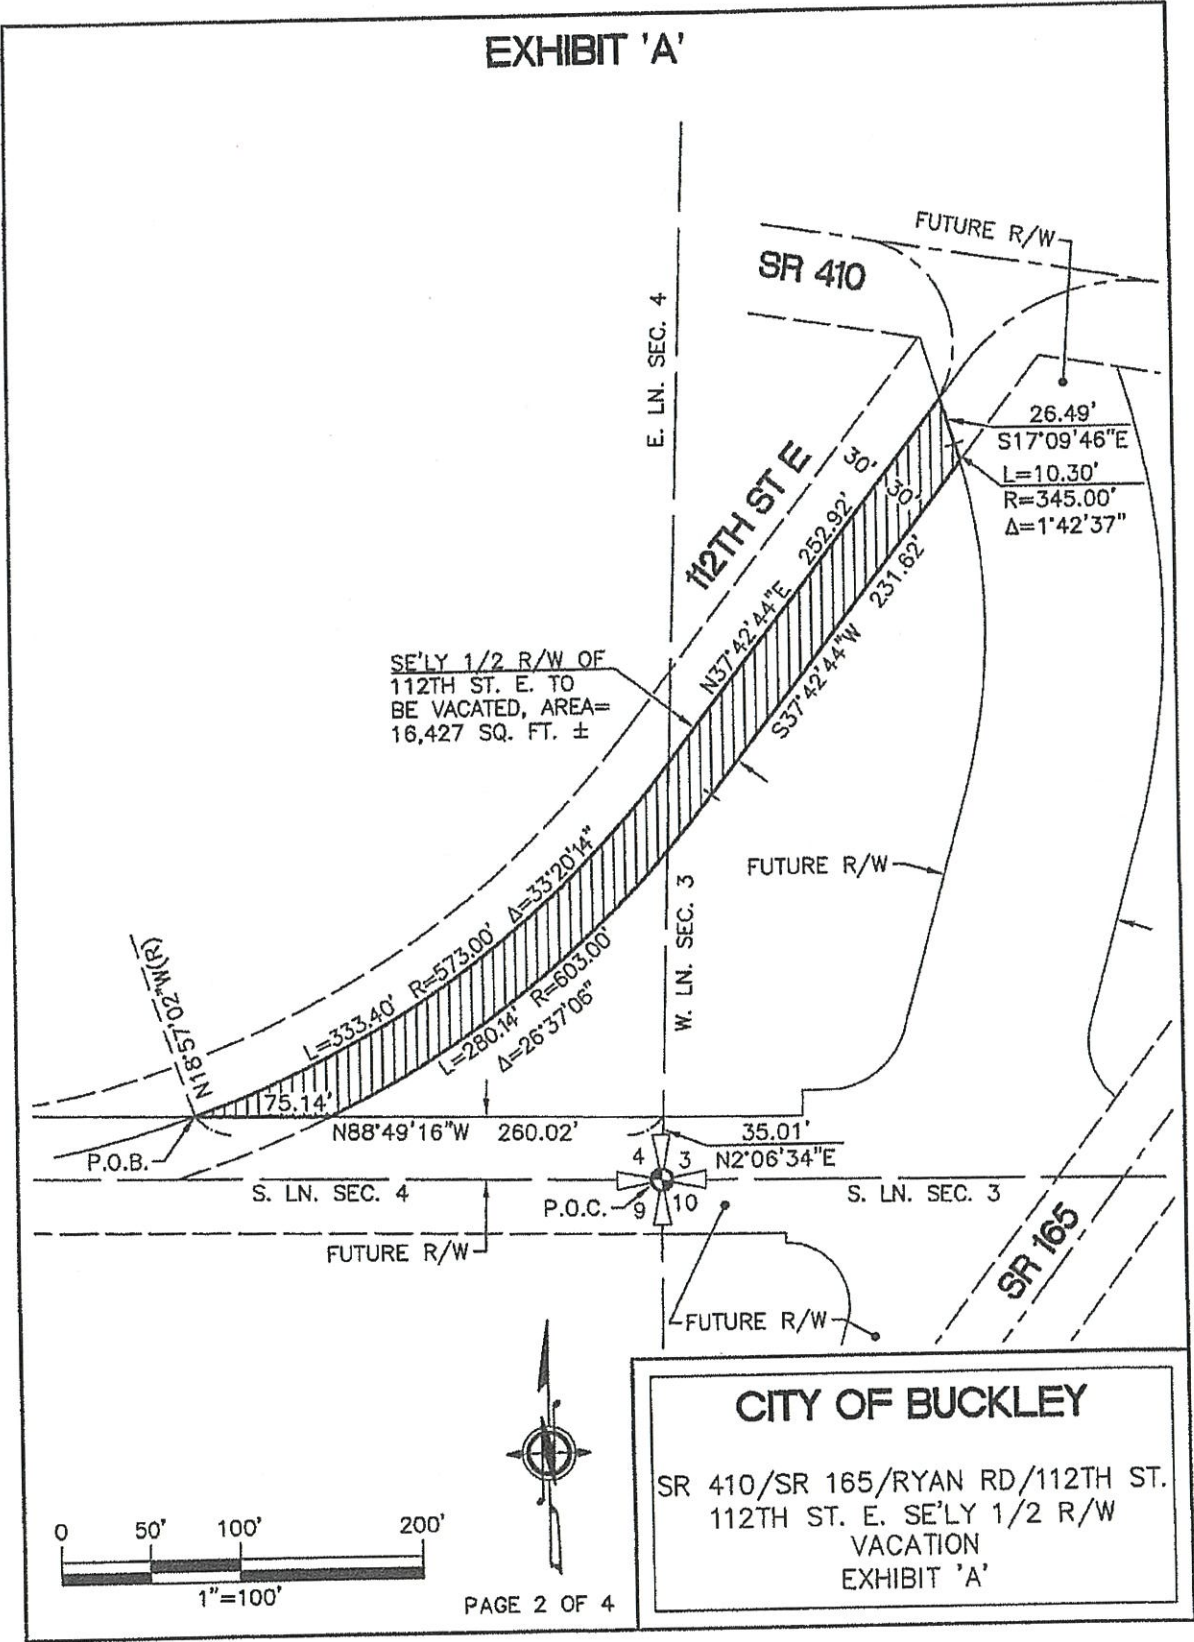 EXHIBIT 'A'
FUTURE R/W
SR 410
E. LN. SEC. 4
26.49'
S17°09'46"E
L=10.30'
R=345.00'
Δ=1°42'37"
112TH ST E
30'
30'
N37°42'44"E 252.92'
S37°42'44"W 231.62'
SE'LY 1/2 R/W OF
112TH ST. E. TO
BE VACATED, AREA=
16,427 SQ. FT. ±
FUTURE R/W
W. LN. SEC. 3
L=333.40' R=573.00' Δ=33°20'14"
L=280.14' R=603.00'
Δ=26°37'06"
N18°57'02"W(R)
75.14'
N88°49'16"W 260.02'
35.01'
N2°06'34"E
P.O.B.
4 3
S. LN. SEC. 4
S. LN. SEC. 3
P.O.C.
9 10
FUTURE R/W
SR 165
FUTURE R/W
CITY OF BUCKLEY
SR 410/SR 165/RYAN RD/112TH ST.
112TH ST. E. SE'LY 1/2 R/W
VACATION
EXHIBIT 'A'
0 50' 100' 200'
1"=100'
PAGE 2 OF 4